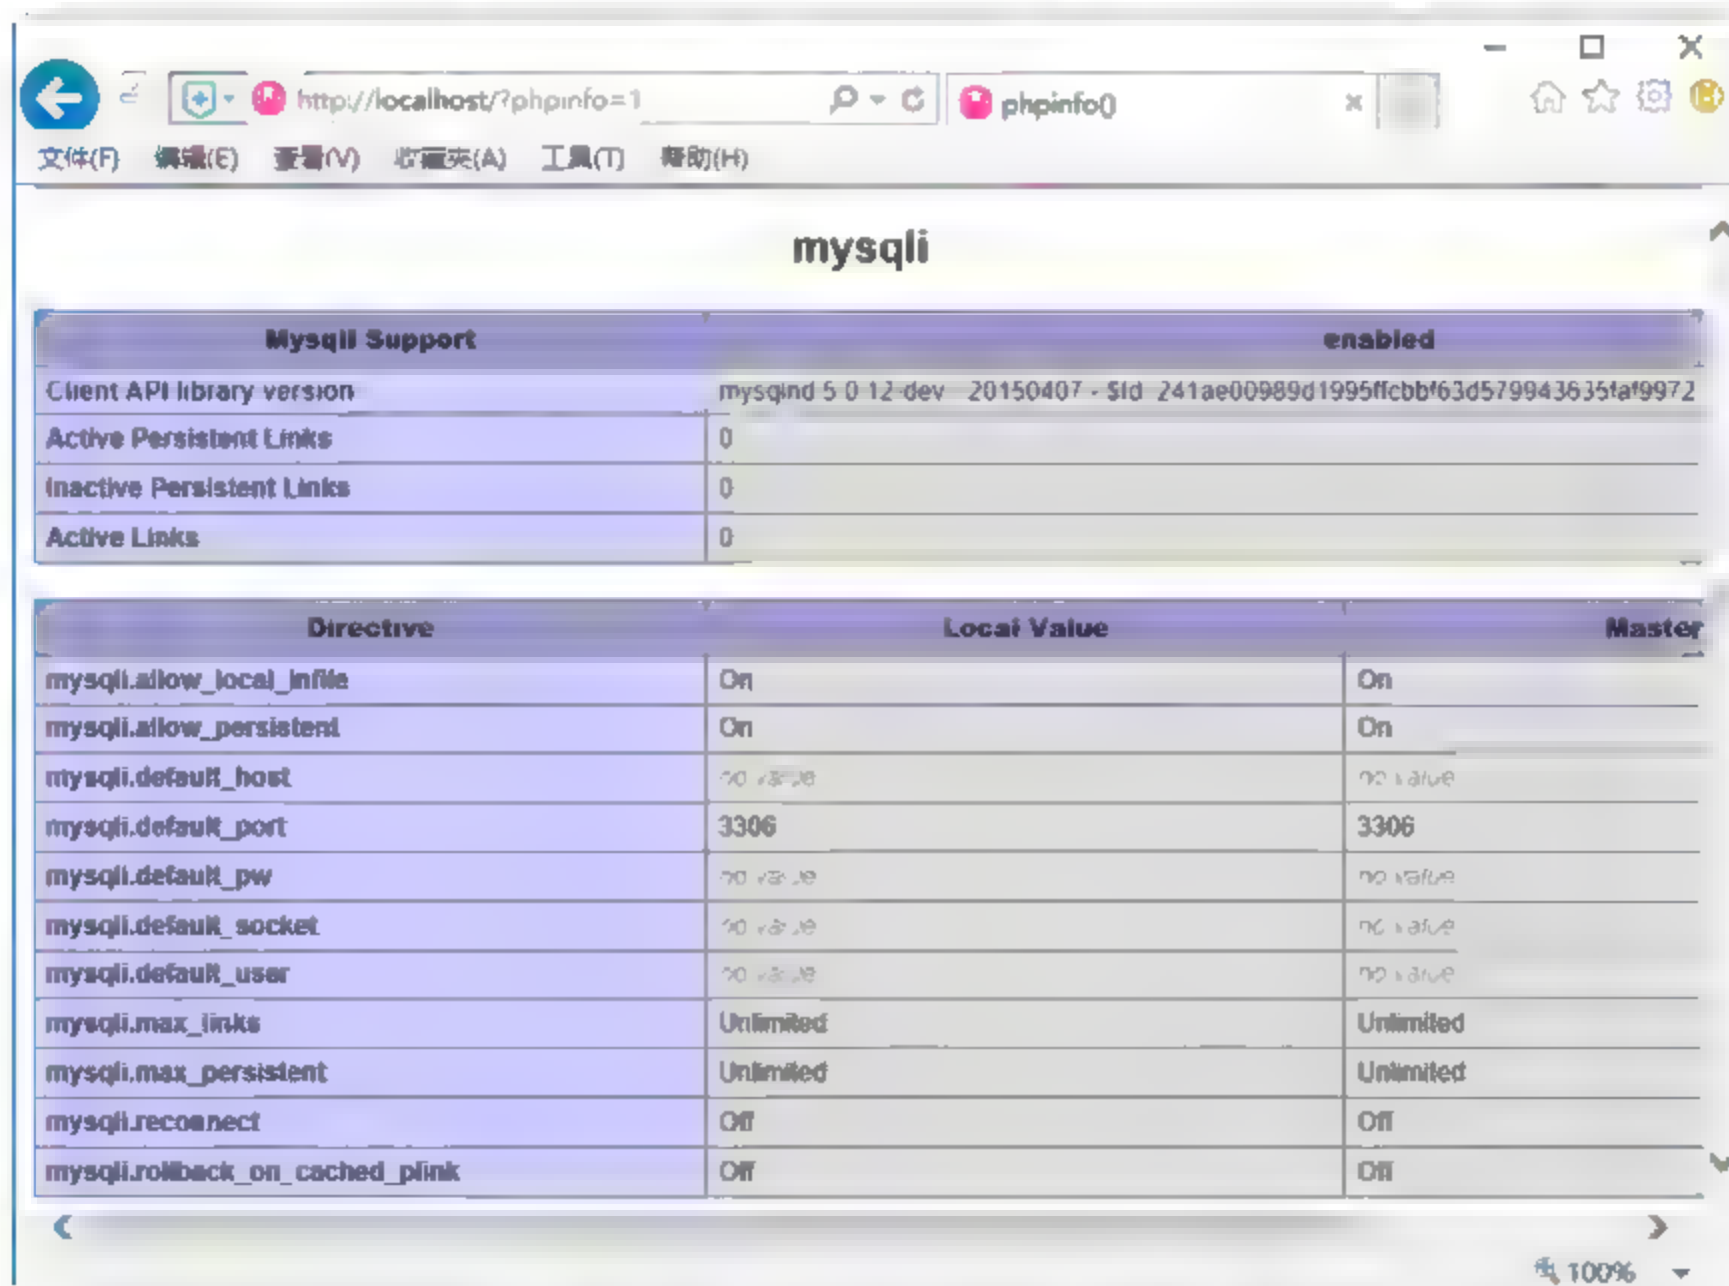 http://localhost/?phpinfo=1 phpinfo()
文件(F) 编辑(E) 查看(V) 收藏夹(A) 工具(T) 帮助(H)
mysqli
MysqlI Support enabled
Client API library version mysqlnd 5.0.12-dev - 20150407 - $Id:
Active Persistent Links 0
Inactive Persistent Links 0
Active Links 0
Directive Local Value Master
mysqli.allow_local_infile On On
mysqli.allow_persistent On On
mysqli.default_host no value no value
mysqli.default_port 3306 3306
mysqli.default_pw no value no value
mysqli.default_socket no value no value
mysqli.default_user no value no value
mysqli.max_links Unlimited Unlimited
mysqli.max_persistent Unlimited Unlimited
mysqli.reconnect Off Off
mysqli.rollback_on_cached_plink Off Off
100%